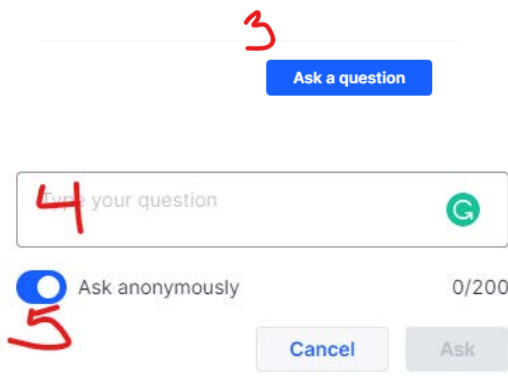 3
Ask a question
4
Type your question
Ask anonymously
0/200
5
Cancel
Ask